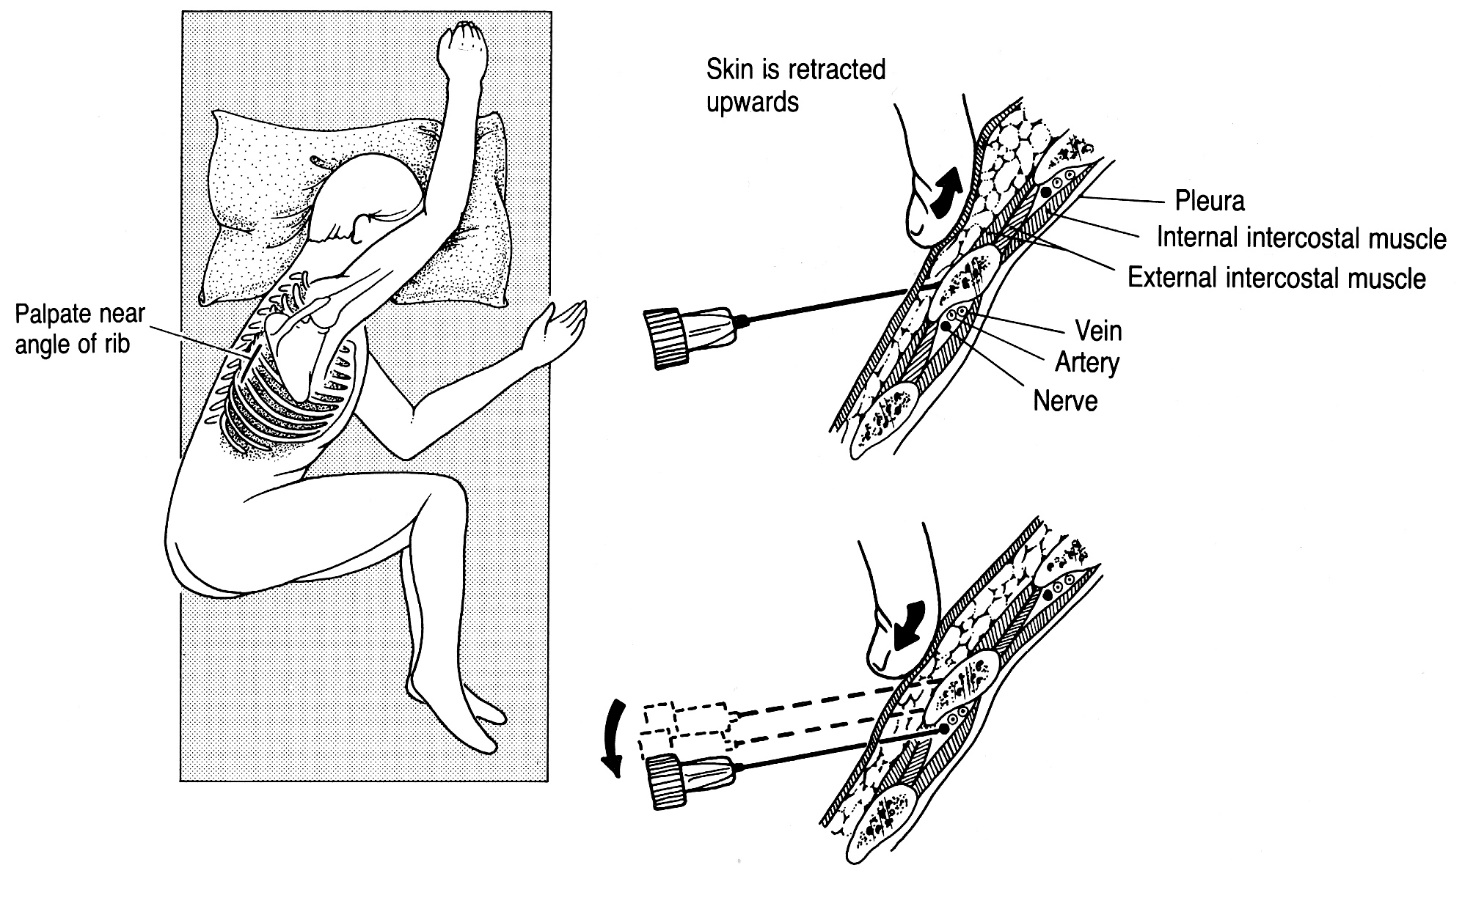 Skin is retracted
upwards
Pleura
Internal intercostal muscle
External intercostal muscle
Palpate near
angle of rib
Vein
Artery
Nerve